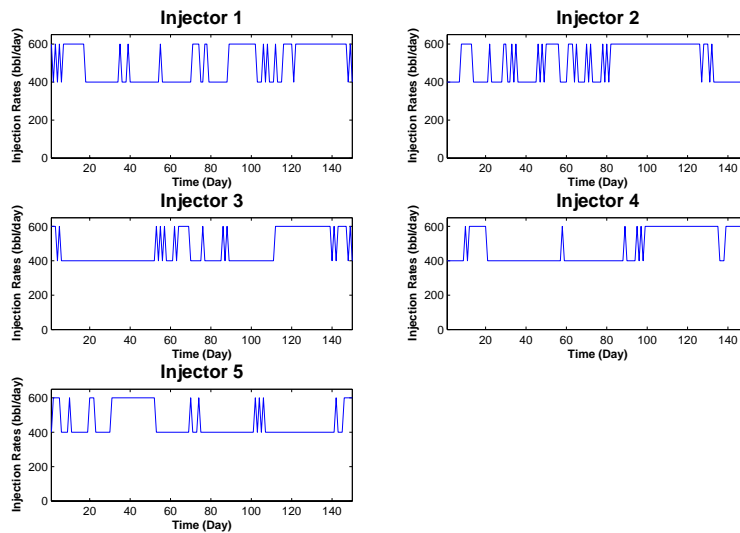 Injector 1
Injection Rates (bbl/day)
600
400
200
0
20 40 60 80 100 120 140
Time (Day)
Injector 2
Injection Rates (bbl/day)
600
400
200
0
20 40 60 80 100 120 140
Time (Day)
Injector 3
Injection Rates (bbl/day)
600
400
200
0
20 40 60 80 100 120 140
Time (Day)
Injector 4
Injection Rates (bbl/day)
600
400
200
0
20 40 60 80 100 120 140
Time (Day)
Injector 5
Injection Rates (bbl/day)
600
400
200
0
20 40 60 80 100 120 140
Time (Day)